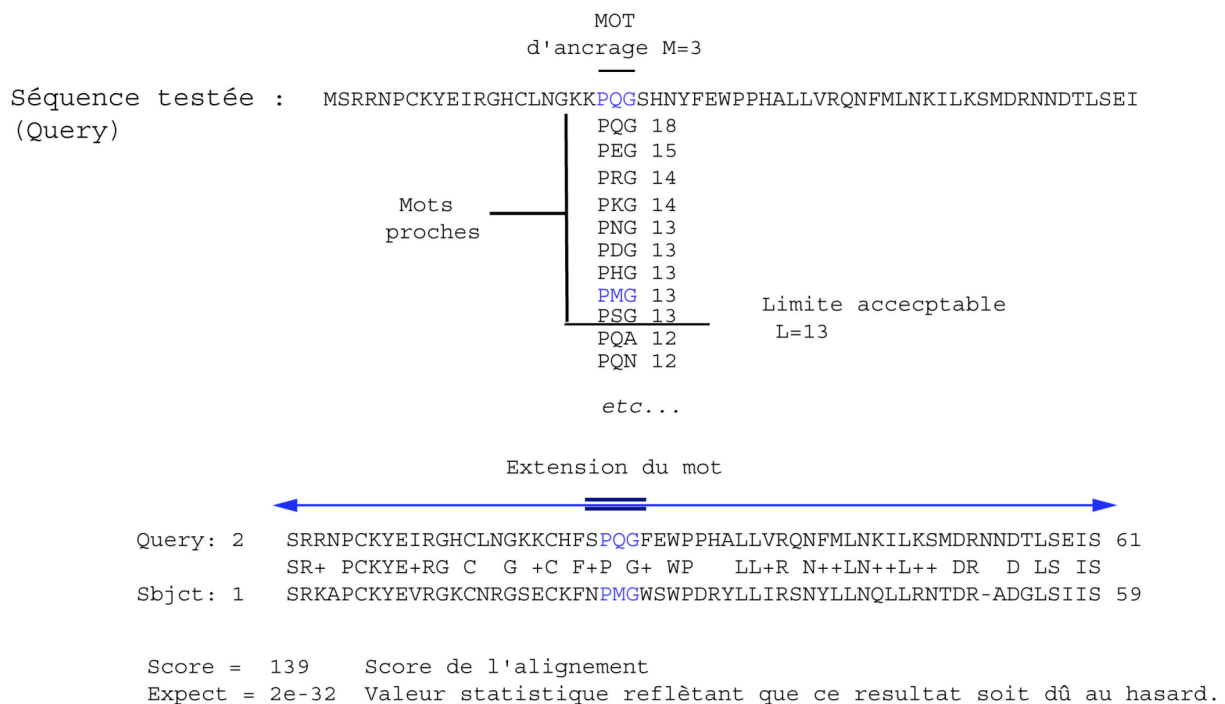 MOT
d'ancrage M=3
Séquence testée : MSRRNPCKYEIRGHCLNGKKPQGSHNYFEWPPHALLVRQNFMLNKILKSMDRNNDTLSEI
(Query)
PQG 18
PEG 15
PRG 14
PKG 14
Mots
proches
PNG 13
PDG 13
PHG 13
PMG 13
PSG 13
Limite accecptable
L=13
PQA 12
PQN 12
etc...
Extension du mot
Query: 2 SRRNPCKYEIRGHCLNGKKCHFSPQGFEWPPHALLVRQNFMLNKILKSMDRNNDTLSEIS 61
SR+ PCKYE+RG C G +C F+P G+ WP LL+R N++LN++L++ DR D LS IS
Sbjct: 1 SRKAPCKYEVRGKCNRGSECKFNPMGWSWPDRYLLIRSNYLLNQLLRNTDR-ADGLSIIS 59
Score = 139 Score de l'alignement
Expect = 2e-32 Valeur statistique reflètant que ce resultat soit dû au hasard.